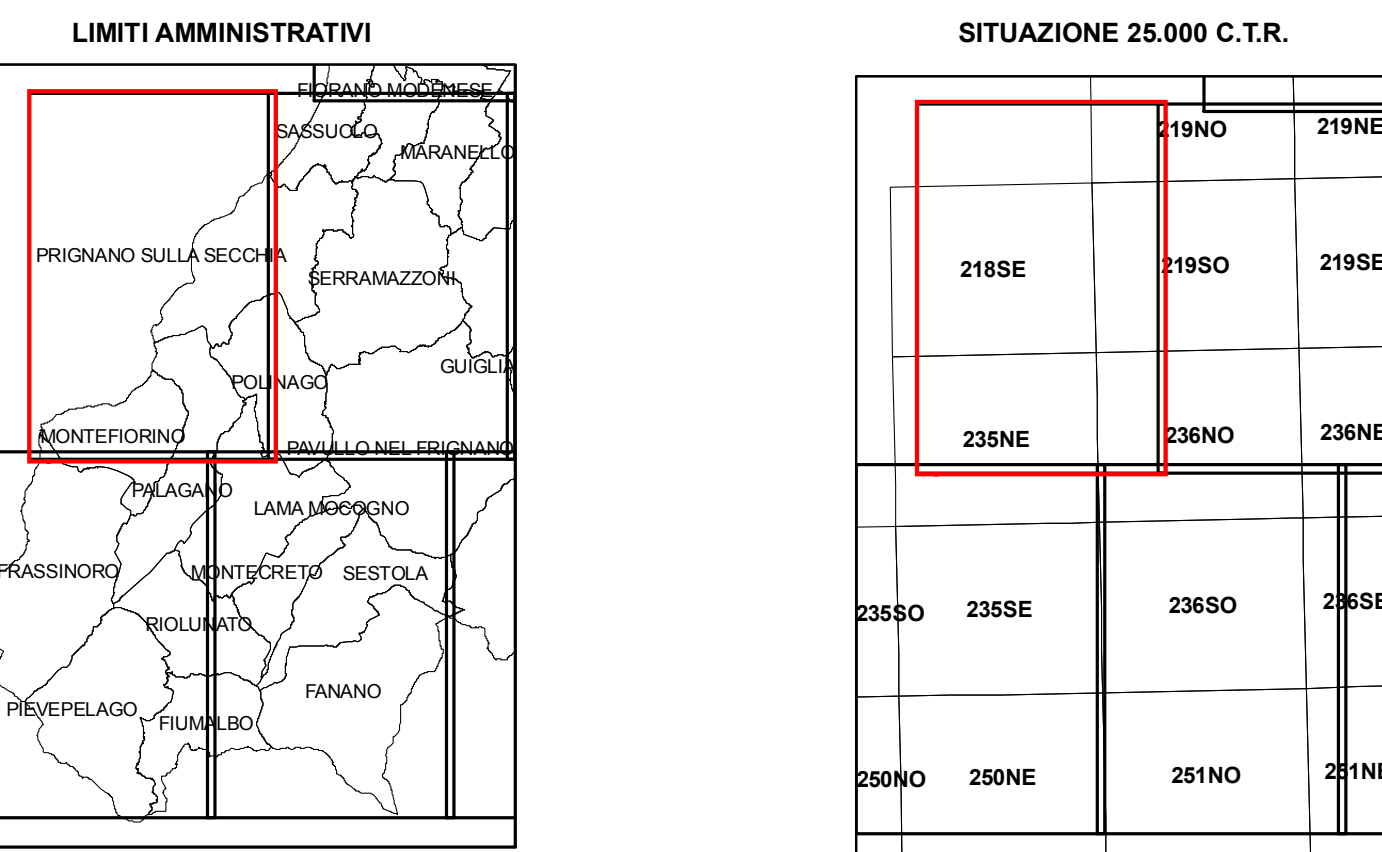 LIMITI AMMINISTRATIVI
FIORANO MODENESE
SASSUOLO
MARANELLO
PRIGNANO SULLA SECCHIA
SERRAMAZZONI
GUIGLIA
POLINAGO
MONTEFIORINO
PAVULLO NEL FRIGNANO
PALAGANO
LAMA MOCOGNO
FRASSINORO
MONTECRETO
SESTOLA
RIOLUNATO
FANANO
PIEVEPELAGO
FIUMALBO
SITUAZIONE 25.000 C.T.R.
219NO
219NE
218SE
219SO
219SE
235NE
236NO
236NE
235SO
235SE
236SO
236SE
250NO
250NE
251NO
251NE